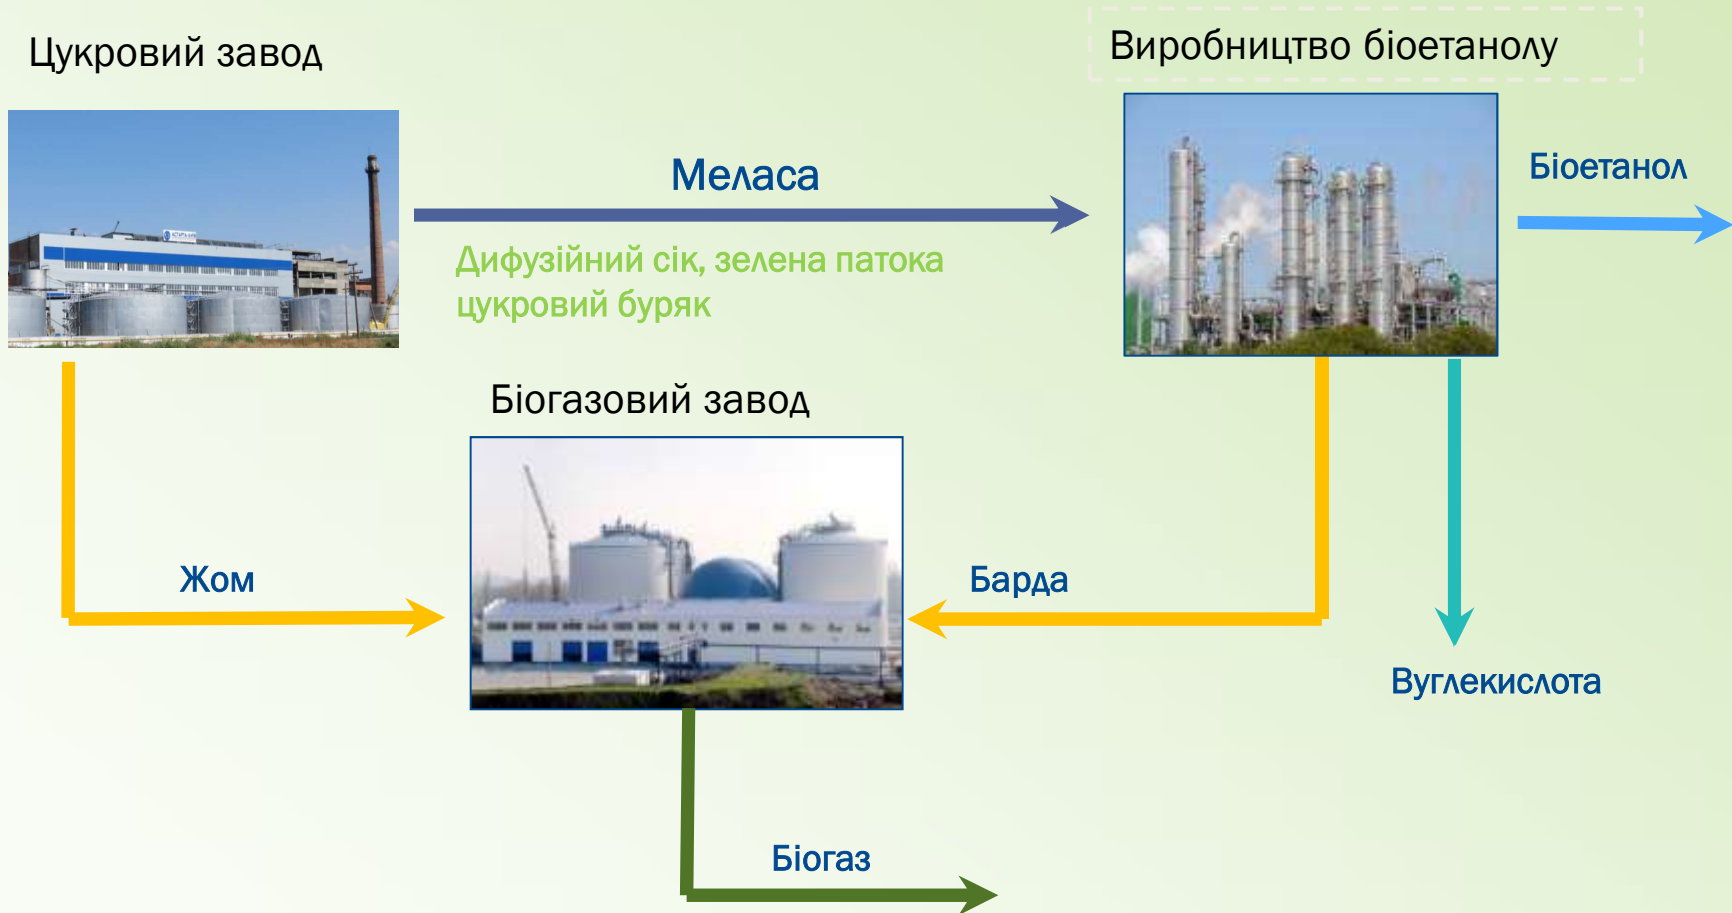 Цукровий завод
Виробництво біоетанолу
Меласа
Біоетанол
Дифузійний сік, зелена патока
цукровий буряк
Біогазовий завод
Жом
Барда
Вуглекислота
Біогаз